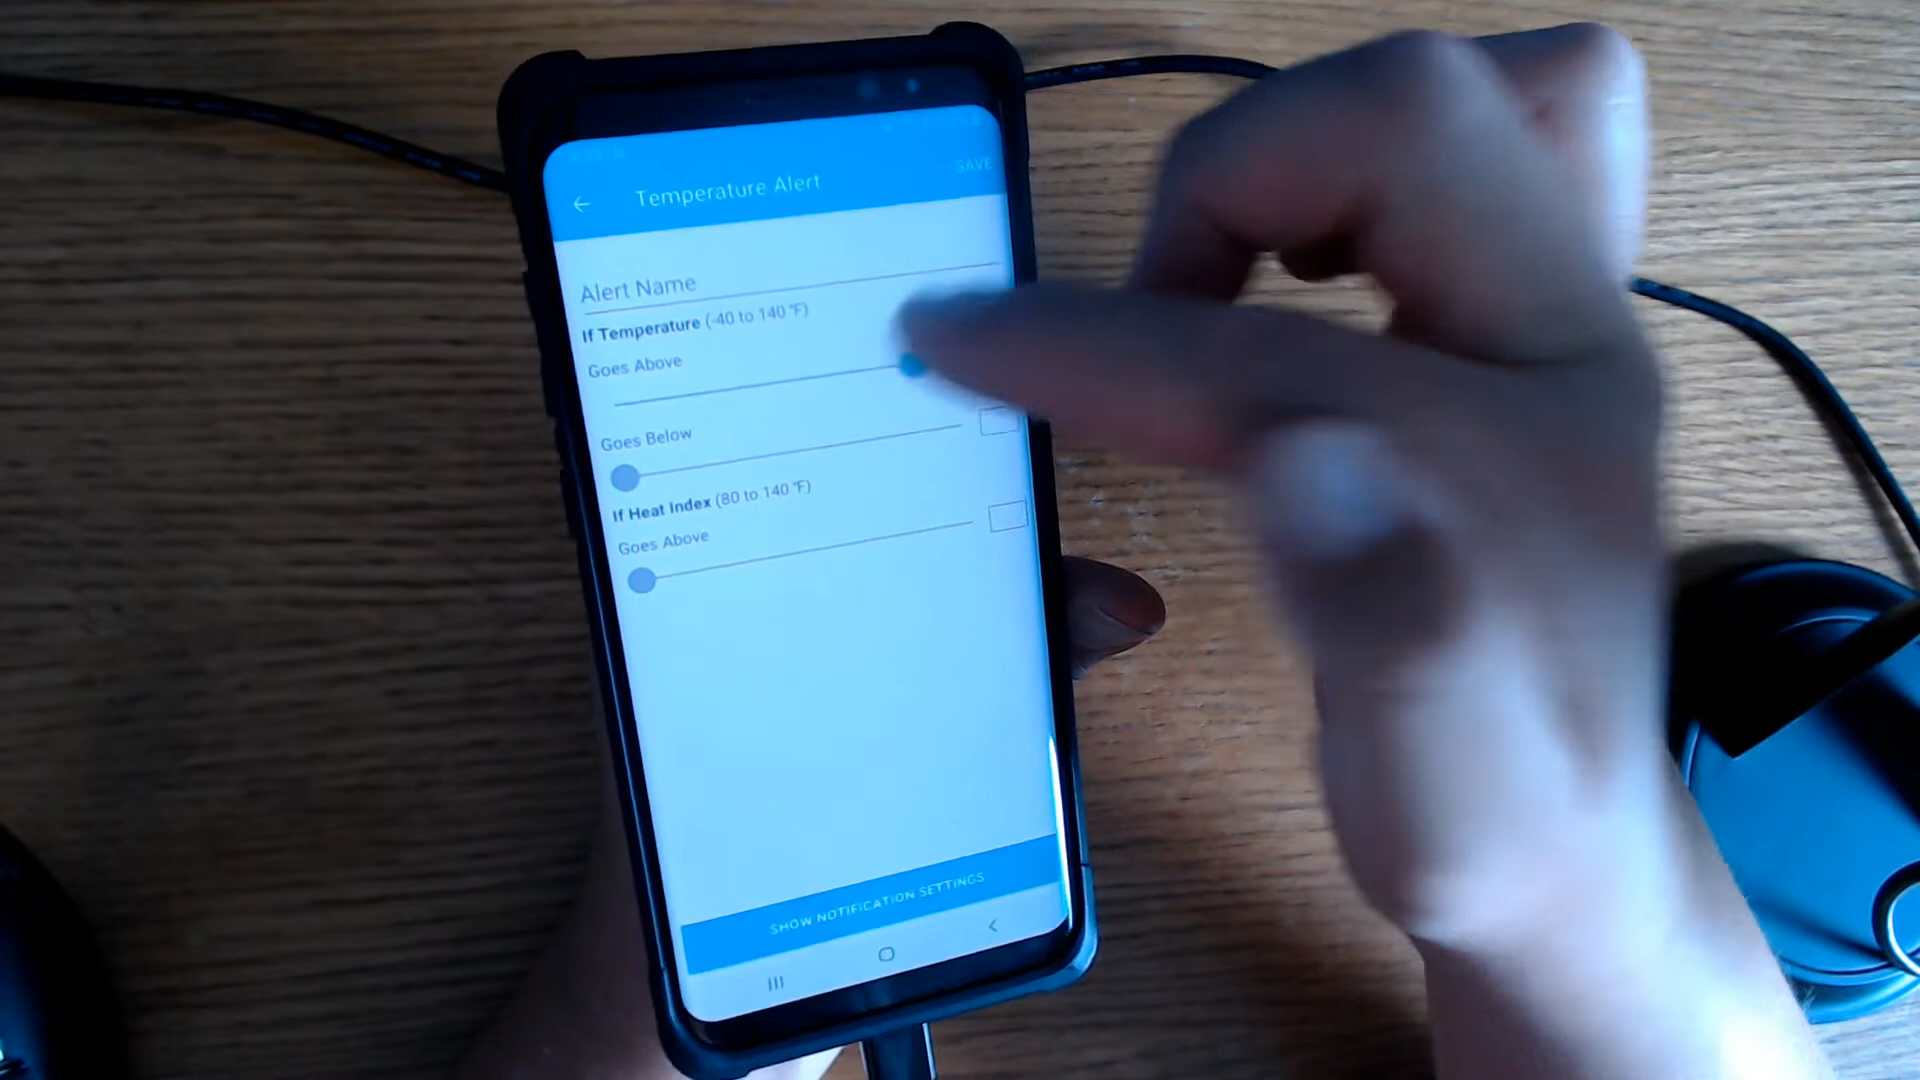 Temperature Alert
SAVE
Alert Name
If Temperature (-40 to 140 °F)
Goes Above
Goes Below
If Heat Index (80 to 140 °F)
Goes Above
SHOW NOTIFICATION SETTINGS